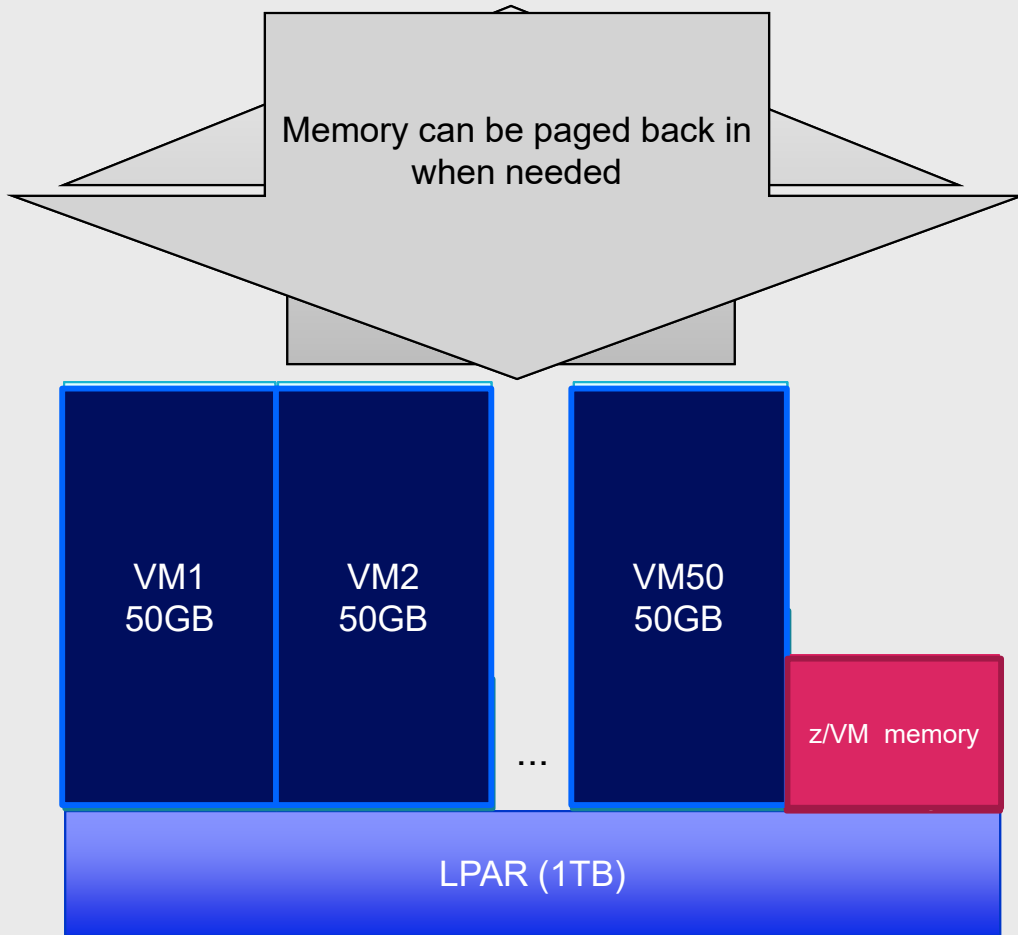 Memory can be paged back in
when needed
VM1
50GB
VM2
50GB
VM50
50GB
...
z/VM  memory
LPAR (1TB)